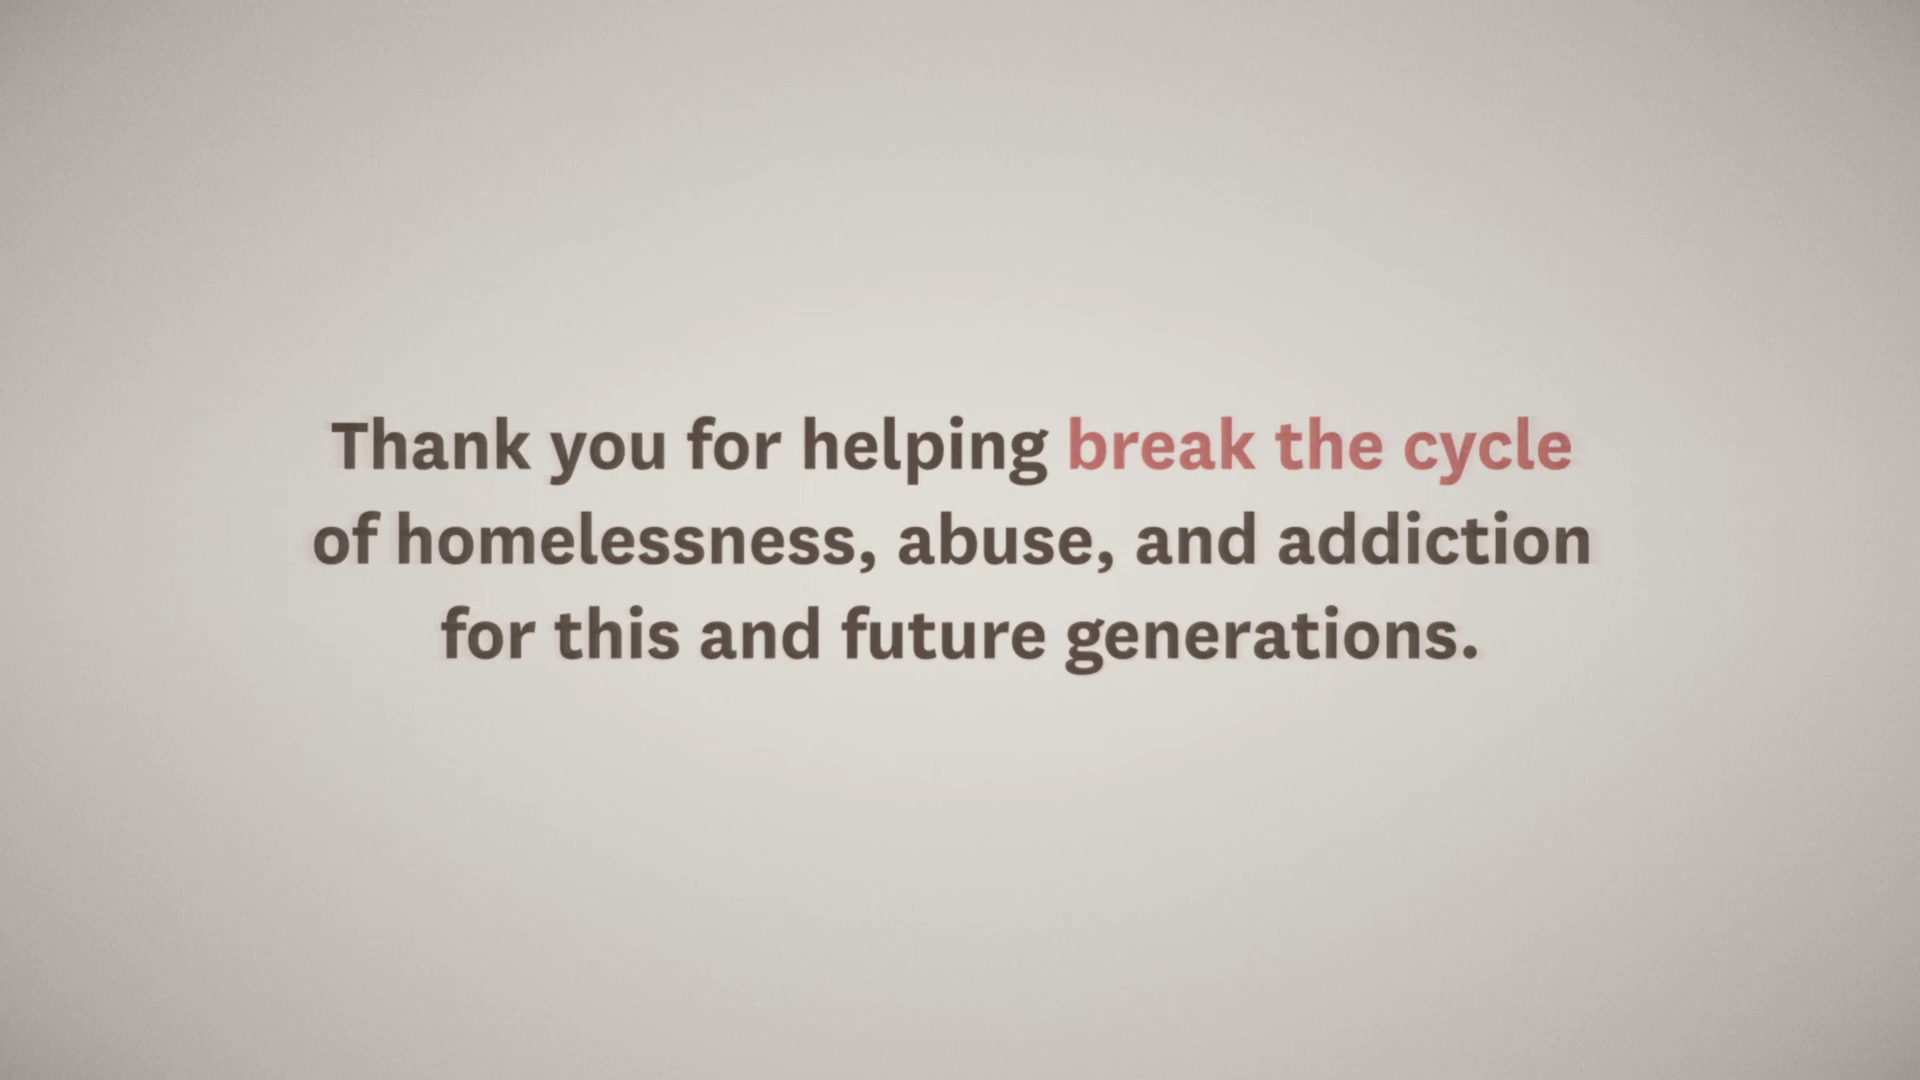 Thank you for helping break the cycle
of homelessness, abuse, and addiction
for this and future generations.